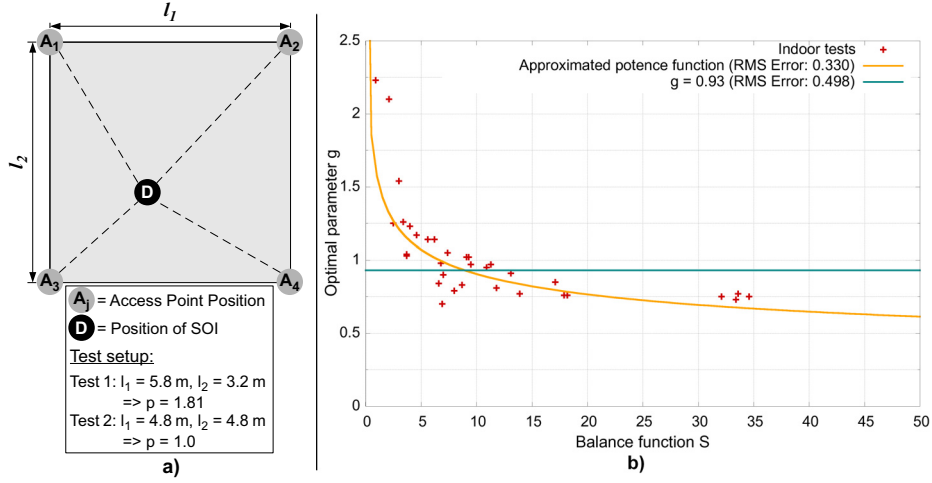 l1
A1
A2
l2
D
A3
A4
Aj = Access Point Position
D = Position of SOI
Test setup:
Test 1: l1 = 5.8 m, l2 = 3.2 m
=> p = 1.81
Test 2: l1 = 4.8 m, l2 = 4.8 m
=> p = 1.0
a)
Indoor tests
Approximated potence function (RMS Error: 0.330)
g = 0.93 (RMS Error: 0.498)
Optimal parameter g
2.5
2
1.5
1
0.5
0
0 5 10 15 20 25 30 35 40 45 50
Balance function S
b)